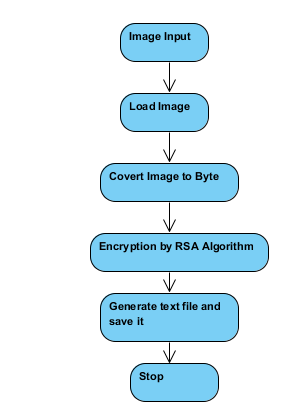 Image Input
Load Image
Covert Image to Byte
Encryption by RSA Algorithm
Generate text file and
save it
Stop